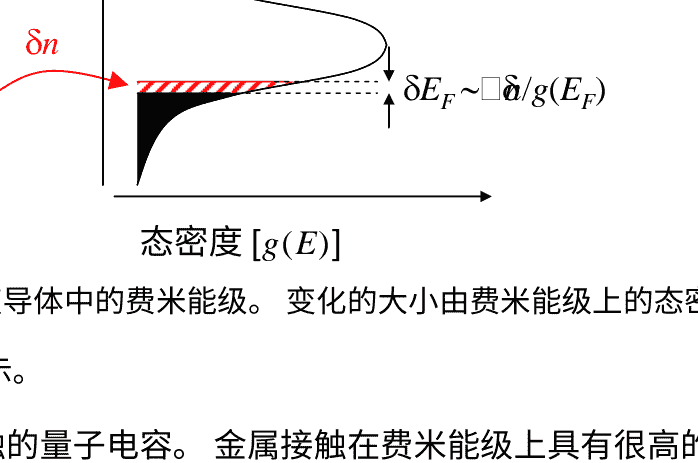 δn
δE_F ~ □δn/g(E_F)
态密度 [g(E)]
导体中的费米能级。 变化的大小由费米能级上的态密
示。
的量子电容。 金属接触在费米能级上具有很高的